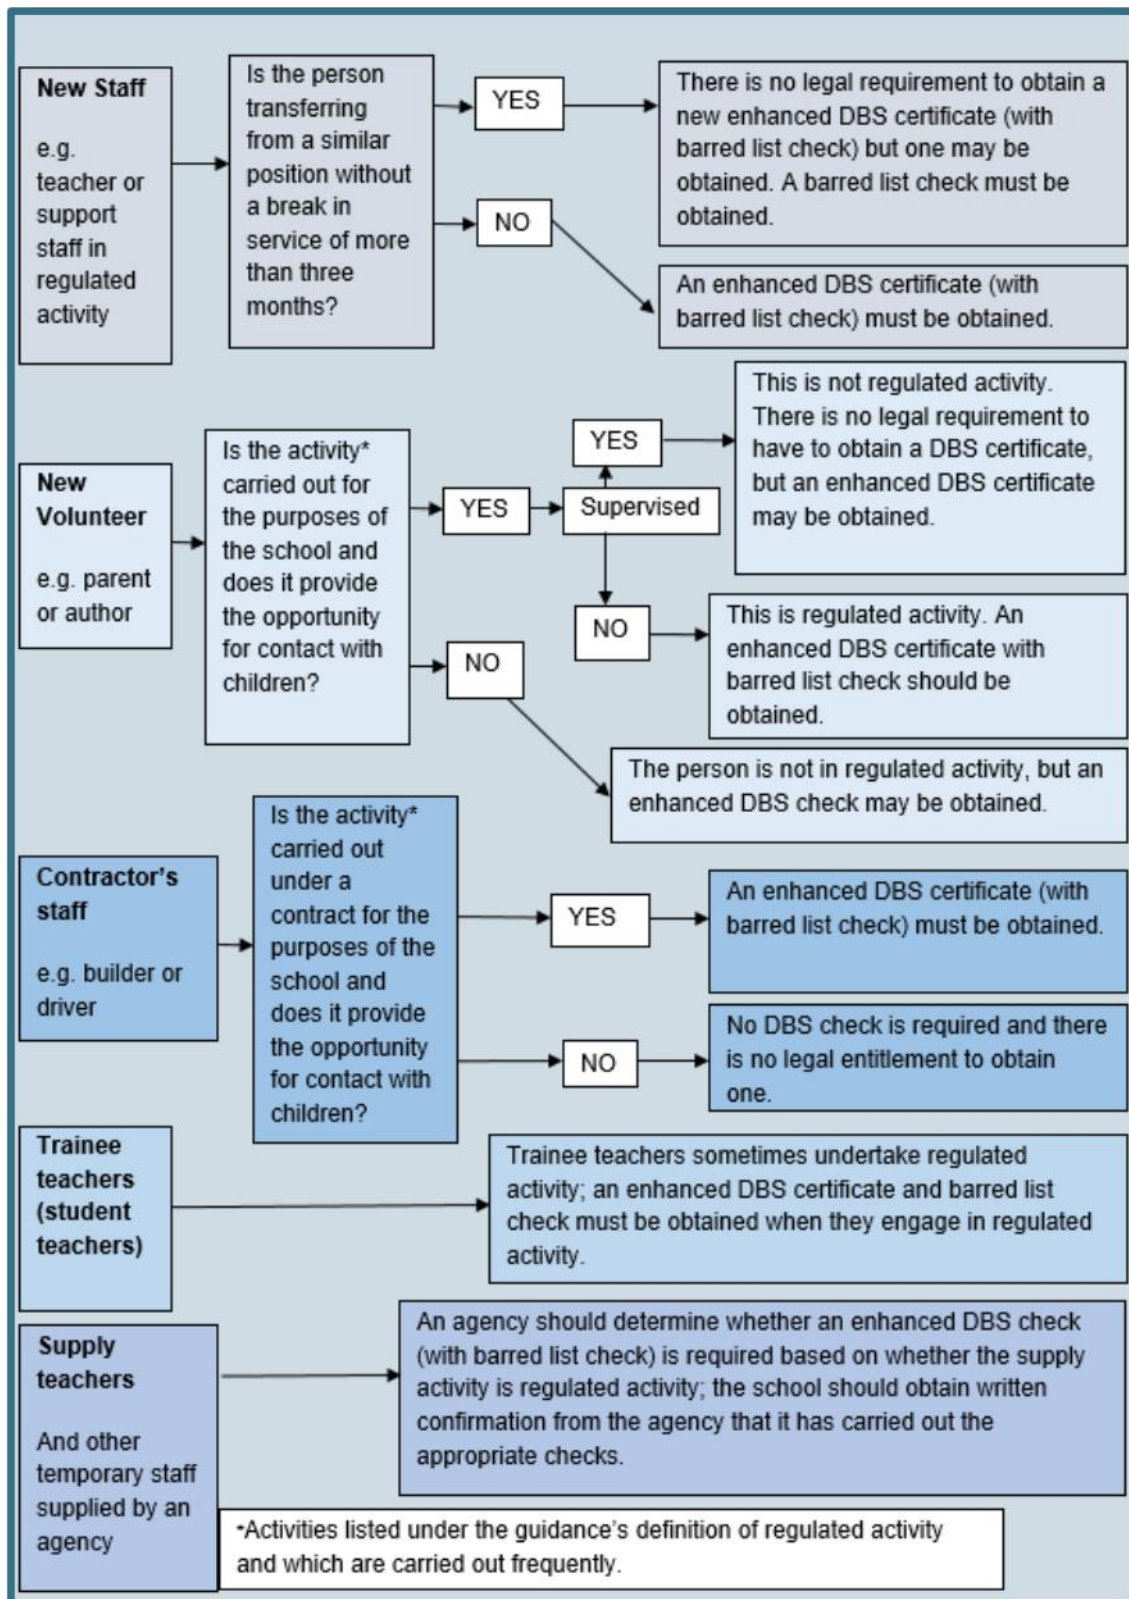 New Staff
e.g.
teacher or
support
staff in
regulated
activity
Is the person
transferring
from a similar
position without
a break in
service of more
than three
months?
YES
There is no legal requirement to obtain a
new enhanced DBS certificate (with
barred list check) but one may be
obtained. A barred list check must be
obtained.
NO
An enhanced DBS certificate (with
barred list check) must be obtained.
New
Volunteer
e.g. parent
or author
Is the activity*
carried out for
the purposes of
the school and
does it provide
the opportunity
for contact with
children?
YES
Supervised
YES
This is not regulated activity.
There is no legal requirement to
have to obtain a DBS certificate,
but an enhanced DBS certificate
may be obtained.
NO
This is regulated activity. An
enhanced DBS certificate with
barred list check should be
obtained.
NO
The person is not in regulated activity, but an
enhanced DBS check may be obtained.
Contractor's
staff
e.g. builder or
driver
Is the activity*
carried out
under a
contract for the
purposes of the
school and
does it provide
the opportunity
for contact with
children?
YES
An enhanced DBS certificate (with
barred list check) must be obtained.
NO
No DBS check is required and there
is no legal entitlement to obtain
one.
Trainee
teachers
(student
teachers)
Trainee teachers sometimes undertake regulated
activity; an enhanced DBS certificate and barred list
check must be obtained when they engage in regulated
activity.
Supply
teachers
And other
temporary staff
supplied by an
agency
An agency should determine whether an enhanced DBS check
(with barred list check) is required based on whether the supply
activity is regulated activity; the school should obtain written
confirmation from the agency that it has carried out the
appropriate checks.
*Activities listed under the guidance's definition of regulated activity
and which are carried out frequently.